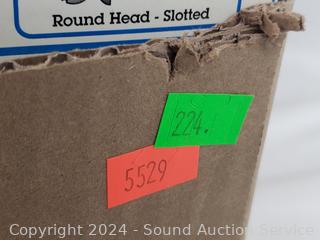 Round Head - Slotted
224.
5529
Copyright 2024 - Sound Auction Service